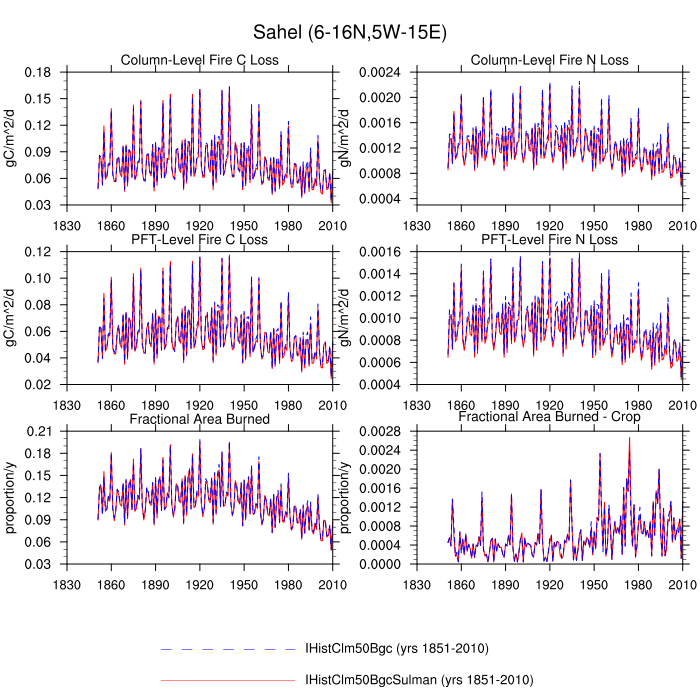 Sahel (6-16N,5W-15E)
Column-Level Fire C Loss
gC/m^2/d
0.18
0.15
0.12
0.09
0.06
0.03
1830 1860 1890 1920 1950 1980 2010
Column-Level Fire N Loss
gN/m^2/d
0.0024
0.0020
0.0016
0.0012
0.0008
0.0004
1830 1860 1890 1920 1950 1980 2010
PFT-Level Fire C Loss
gC/m^2/d
0.12
0.10
0.08
0.06
0.04
0.02
1830 1860 1890 1920 1950 1980 2010
PFT-Level Fire N Loss
gN/m^2/d
0.0016
0.0014
0.0012
0.0010
0.0008
0.0006
0.0004
1830 1860 1890 1920 1950 1980 2010
Fractional Area Burned
proportion/y
0.21
0.18
0.15
0.12
0.09
0.06
0.03
1830 1860 1890 1920 1950 1980 2010
Fractional Area Burned - Crop
proportion/y
0.0028
0.0024
0.0020
0.0016
0.0012
0.0008
0.0004
0.0000
1830 1860 1890 1920 1950 1980 2010
IHistClm50Bgc (yrs 1851-2010)
IHistClm50BgcSulman (yrs 1851-2010)